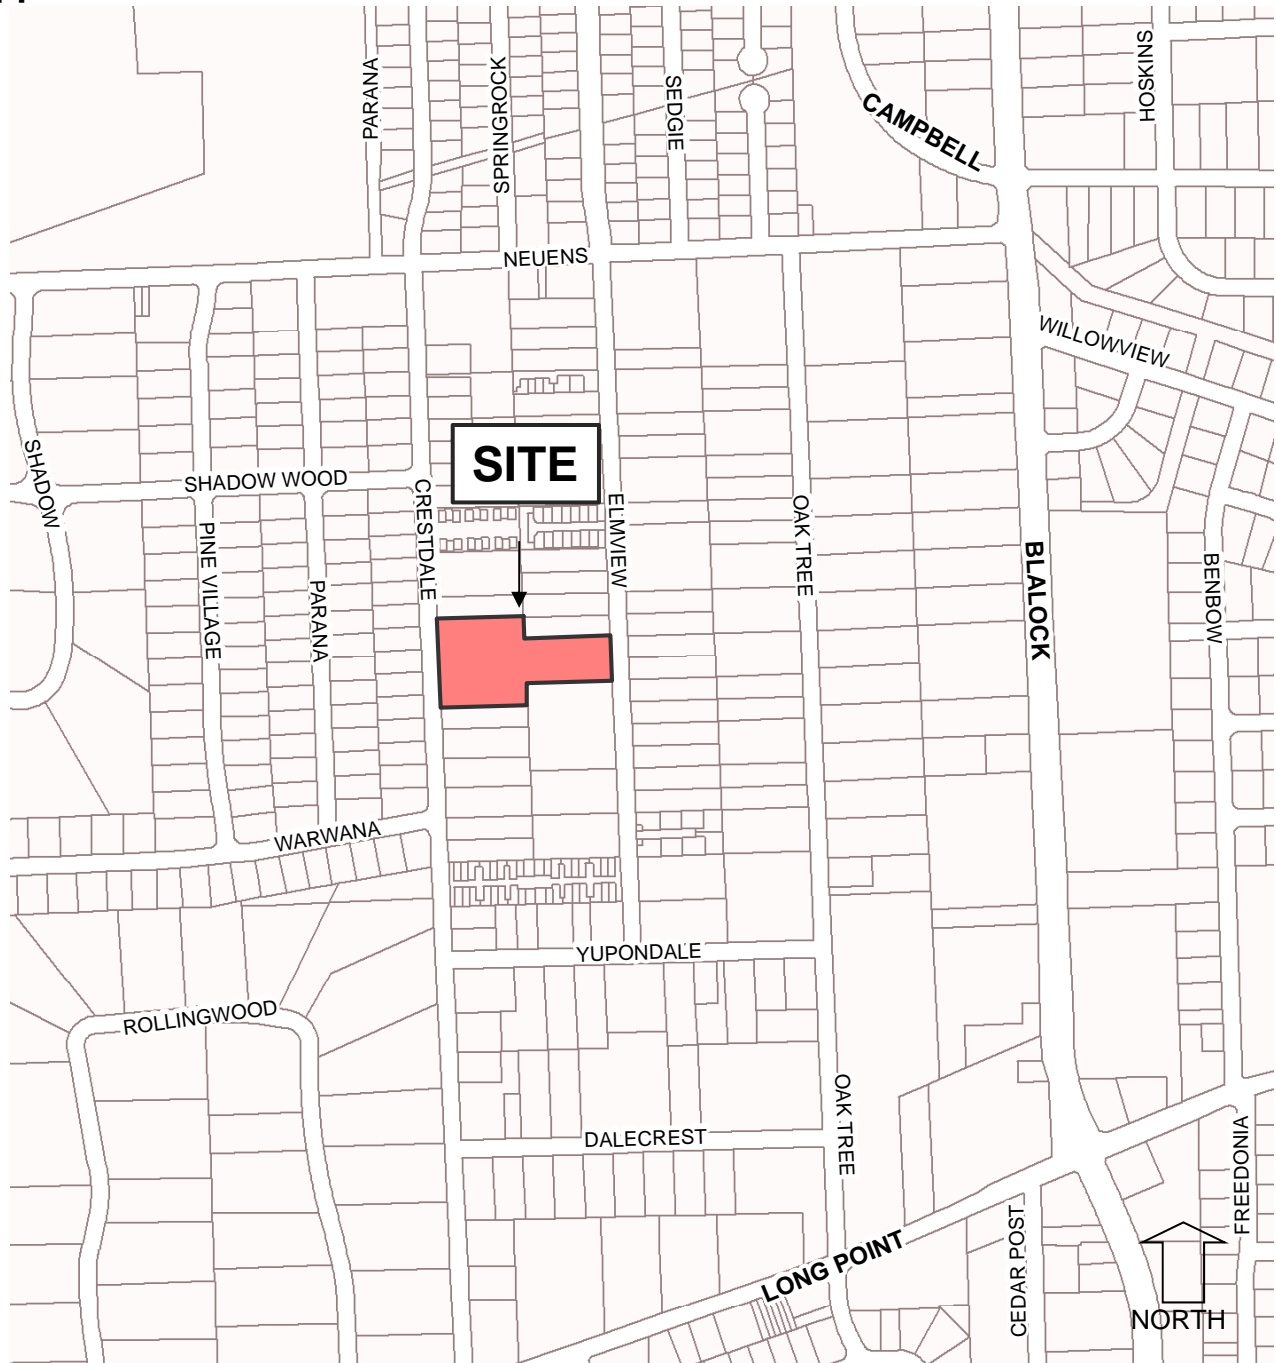 PARANA
SPRINGROCK
SEDGIE
CAMPBELL
HOSKINS
NEUENS
WILLOWVIEW
SHADOW
SHADOW WOOD
SITE
CRESTDALE
ELMVIEW
OAK TREE
PINE VILLAGE
PARANA
BLALOCK
BENBOW
WARWANA
YUPONDALE
ROLLINGWOOD
OAK TREE
DALECREST
FREEDONIA
LONG POINT
CEDAR POST
NORTH